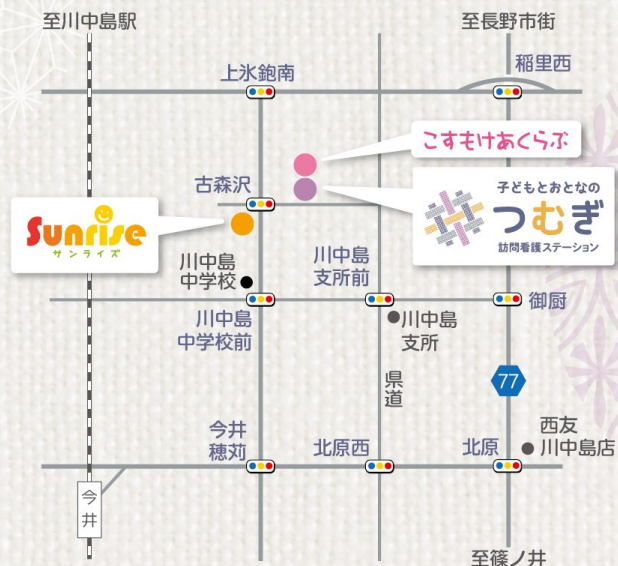 至川中島駅
至長野市街
稲里西
上氷鉋南
こすもけあくらぶ
古森沢
子どもとおとなの
つむぎ
訪問看護ステーション
Sunrise
サンライズ
川中島
中学校
川中島
支所前
御厨
川中島
中学校前
川中島
支所
県道
77
今井
穂苅
北原西
北原
西友
川中島店
今井
至篠ノ井